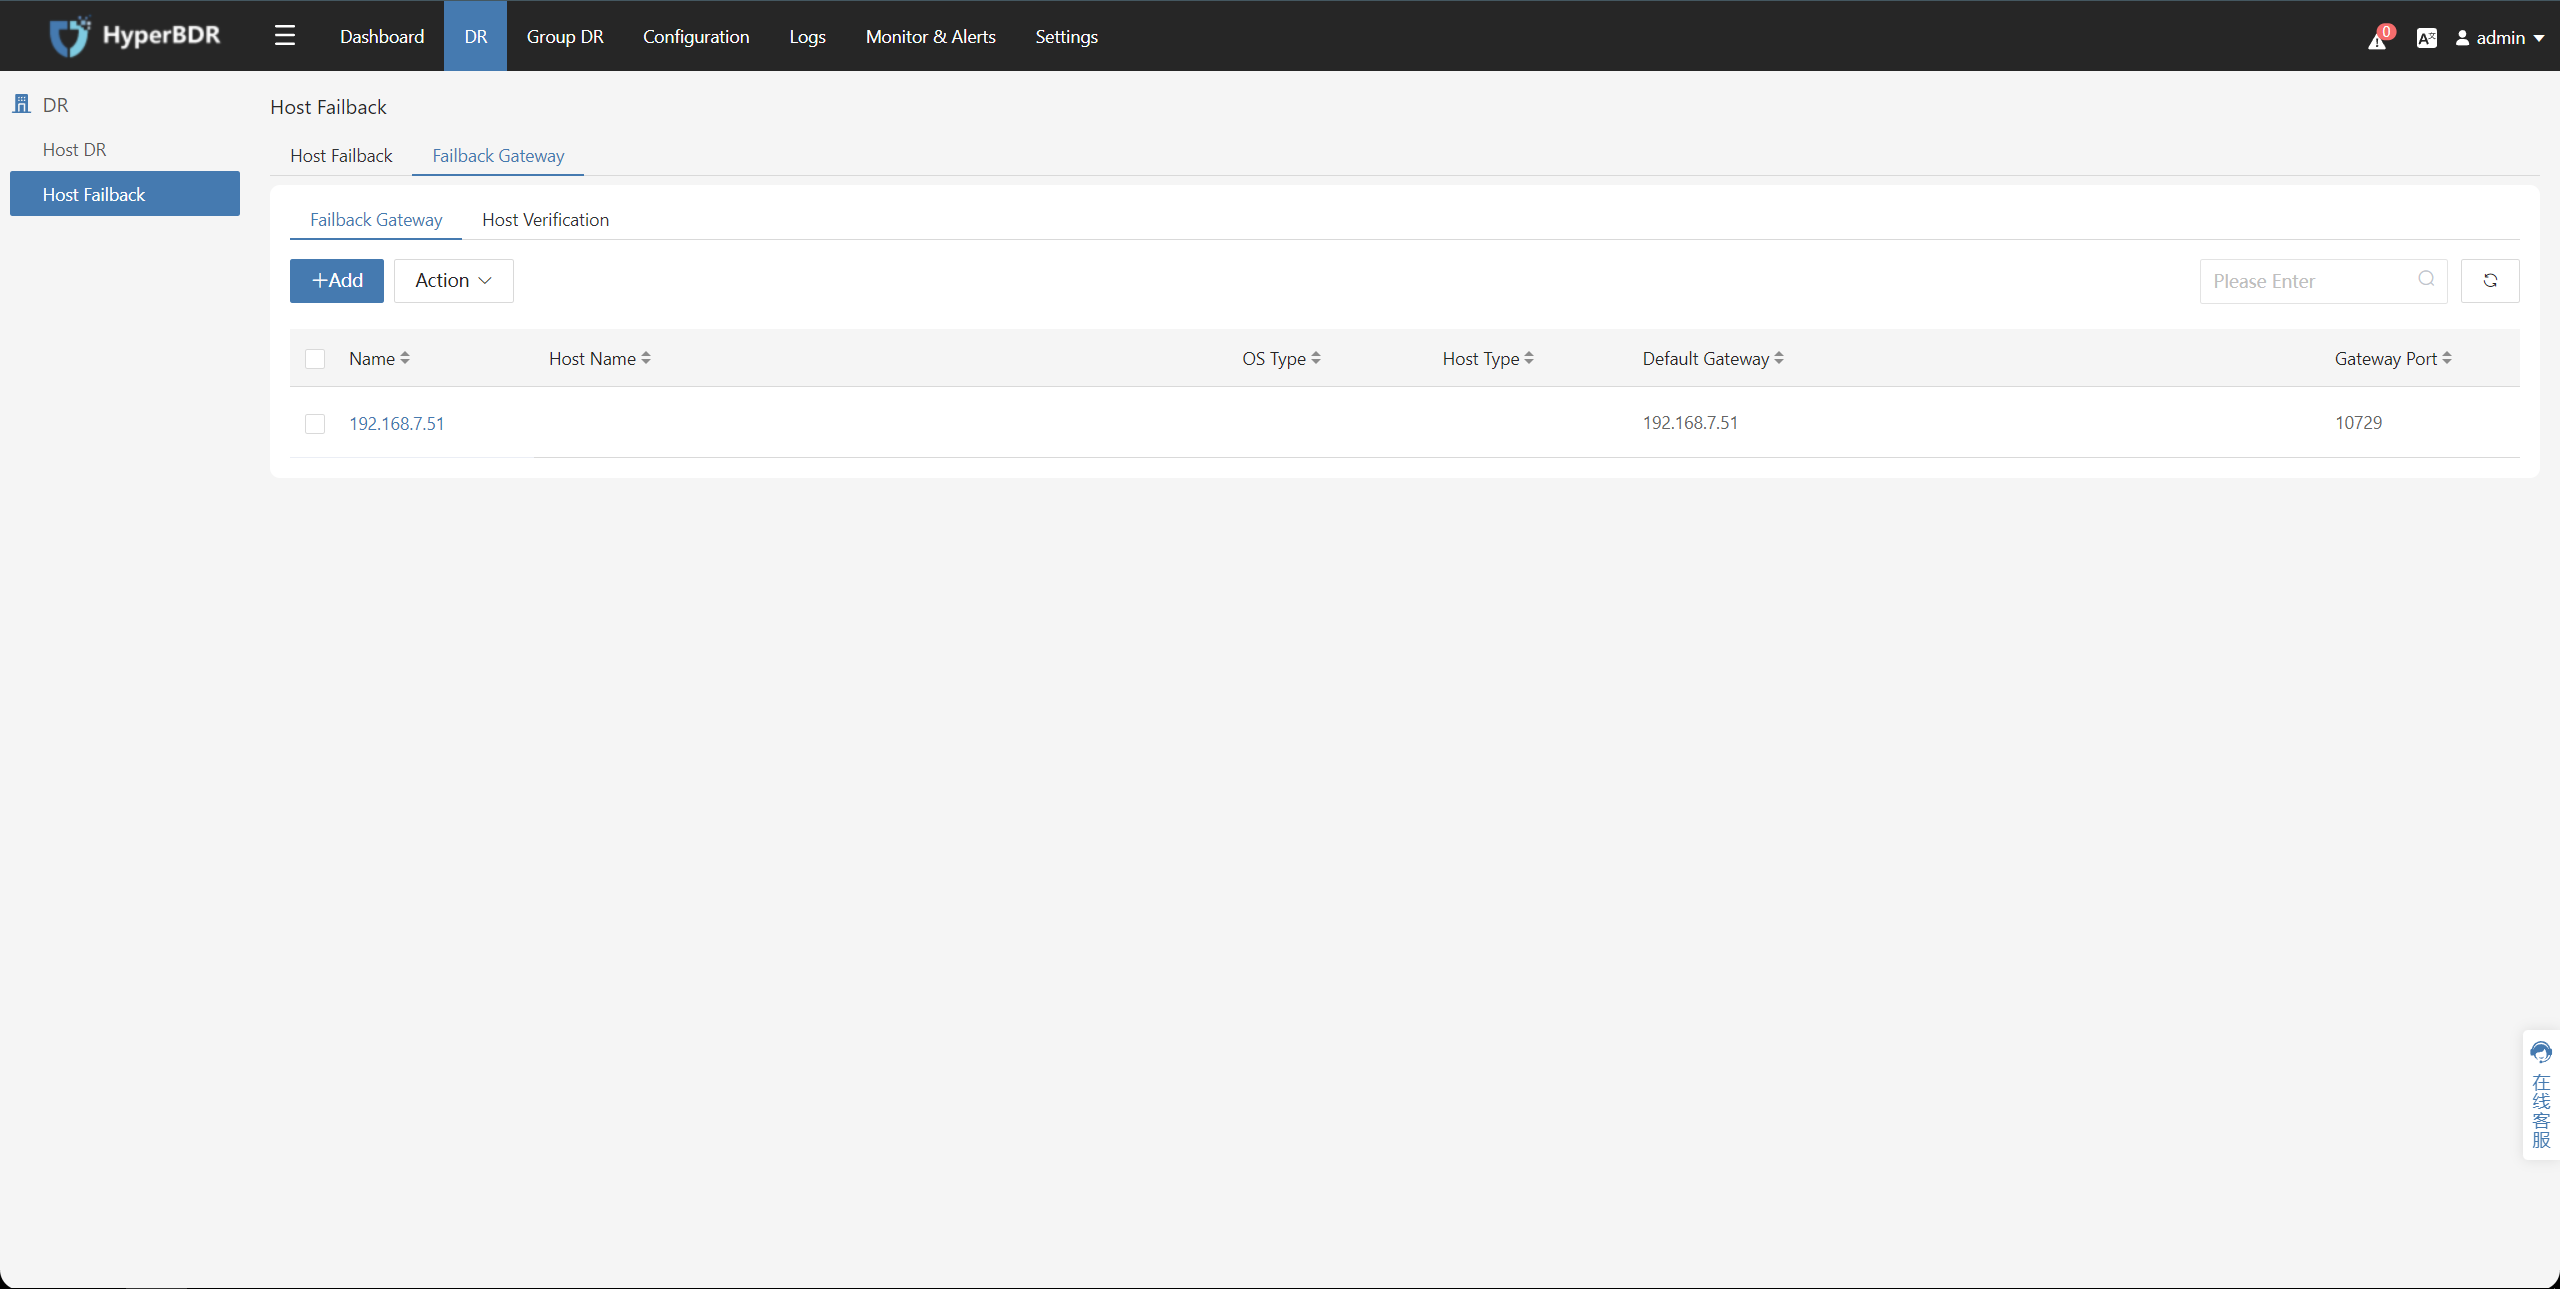 HyperBDR
Dashboard
DR
Group DR
Configuration
Logs
Monitor & Alerts
Settings
0
admin
DR
Host DR
Host Failback
Host Failback
Host Failback
Failback Gateway
Failback Gateway
Host Verification
+Add
Action
Please Enter
Name
Host Name
OS Type
Host Type
Default Gateway
Gateway Port
192.168.7.51
192.168.7.51
10729
在线客服